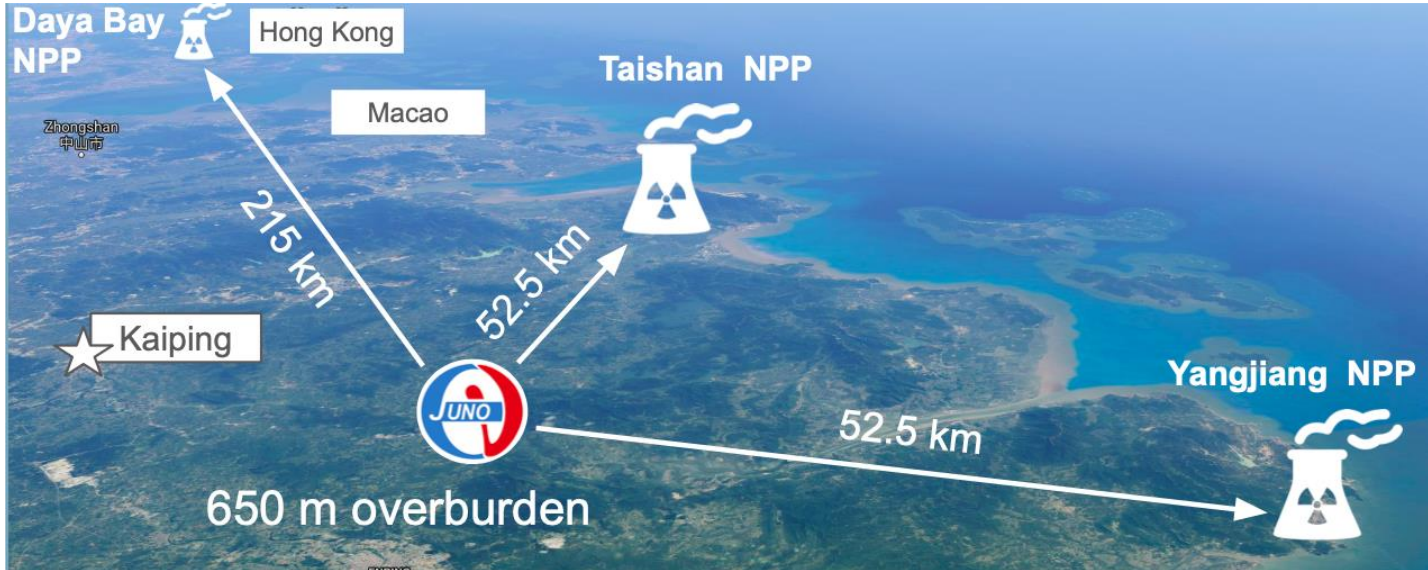 Daya Bay
NPP
Hong Kong
Taishan NPP
Macao
Zhongshan
中山市
215 km
52.5 km
Kaiping
JUNO
Yangjiang NPP
52.5 km
650 m overburden